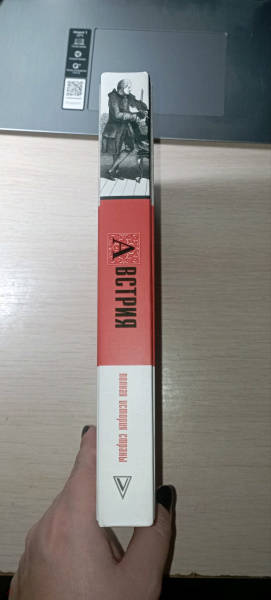 АВСТРИЯ
полная история страны